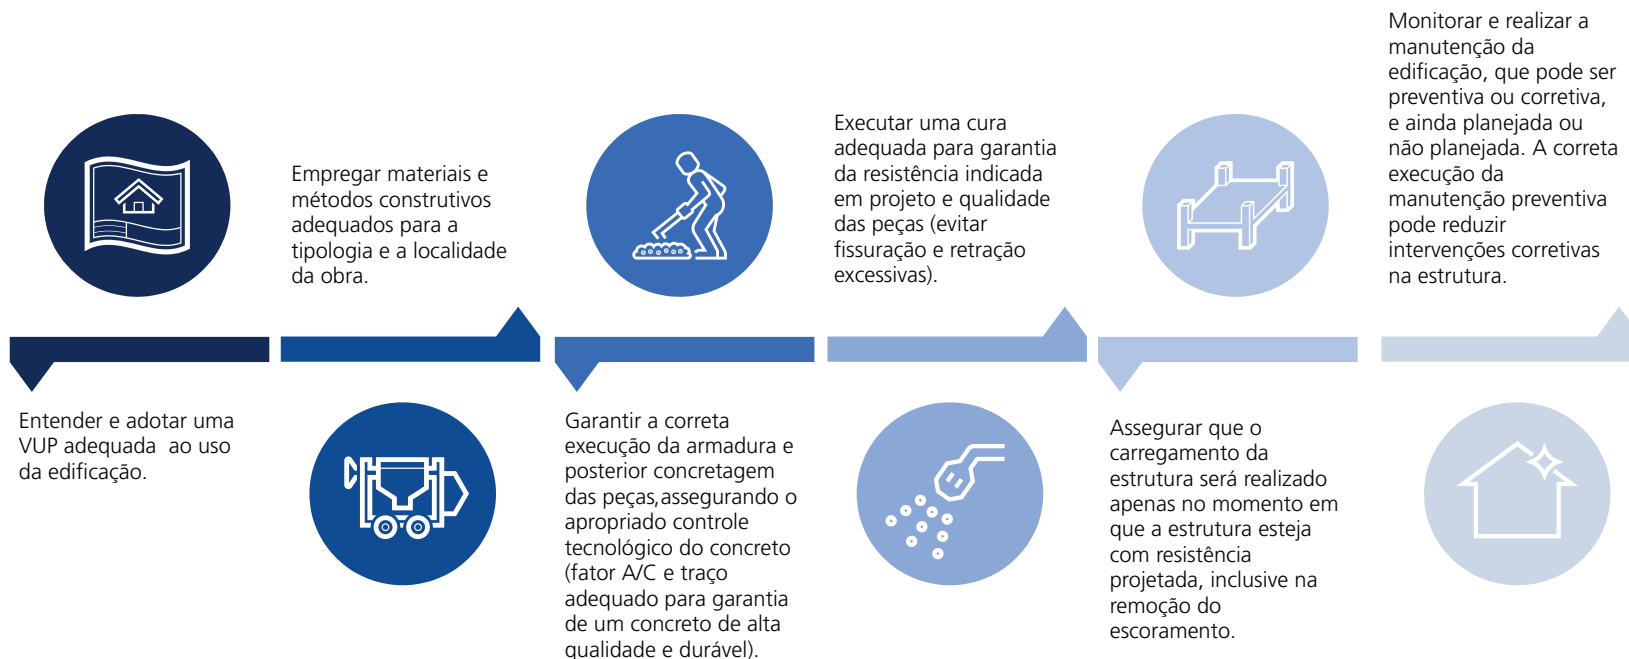 Entender e adotar uma
VUP adequada  ao uso
da edificação.
Empregar materiais e
métodos construtivos
adequados para a
tipologia e a localidade
da obra.
Garantir a correta
execução da armadura e
posterior concretagem
das peças,assegurando o
apropriado controle
tecnológico do concreto
(fator A/C e traço
adequado para garantia
de um concreto de alta
qualidade e durável).
Executar uma cura
adequada para garantia
da resistência indicada
em projeto e qualidade
das peças (evitar
fissuração e retração
excessivas).
Assegurar que o
carregamento da
estrutura será realizado
apenas no momento em
que a estrutura esteja
com resistência
projetada, inclusive na
remoção do
escoramento.
Monitorar e realizar a
manutenção da
edificação, que pode ser
preventiva ou corretiva,
e ainda planejada ou
não planejada. A correta
execução da
manutenção preventiva
pode reduzir
intervenções corretivas
na estrutura.